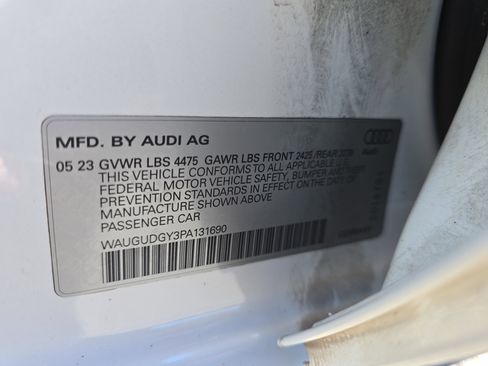 MFD. BY AUDI AG
05 23 GVWR LBS 4475 GAWR LBS FRONT 2425 /REAR
THIS VEHICLE CONFORMS TO ALL APPLICABLE
FEDERAL MOTOR VEHICLE SAFETY, BUMPER AND THEFT
PREVENTION STANDARDS IN EFFECT ON THE DATE OF
MANUFACTURE SHOWN ABOVE
PASSENGER CAR
WAUGUDGY3PA131690